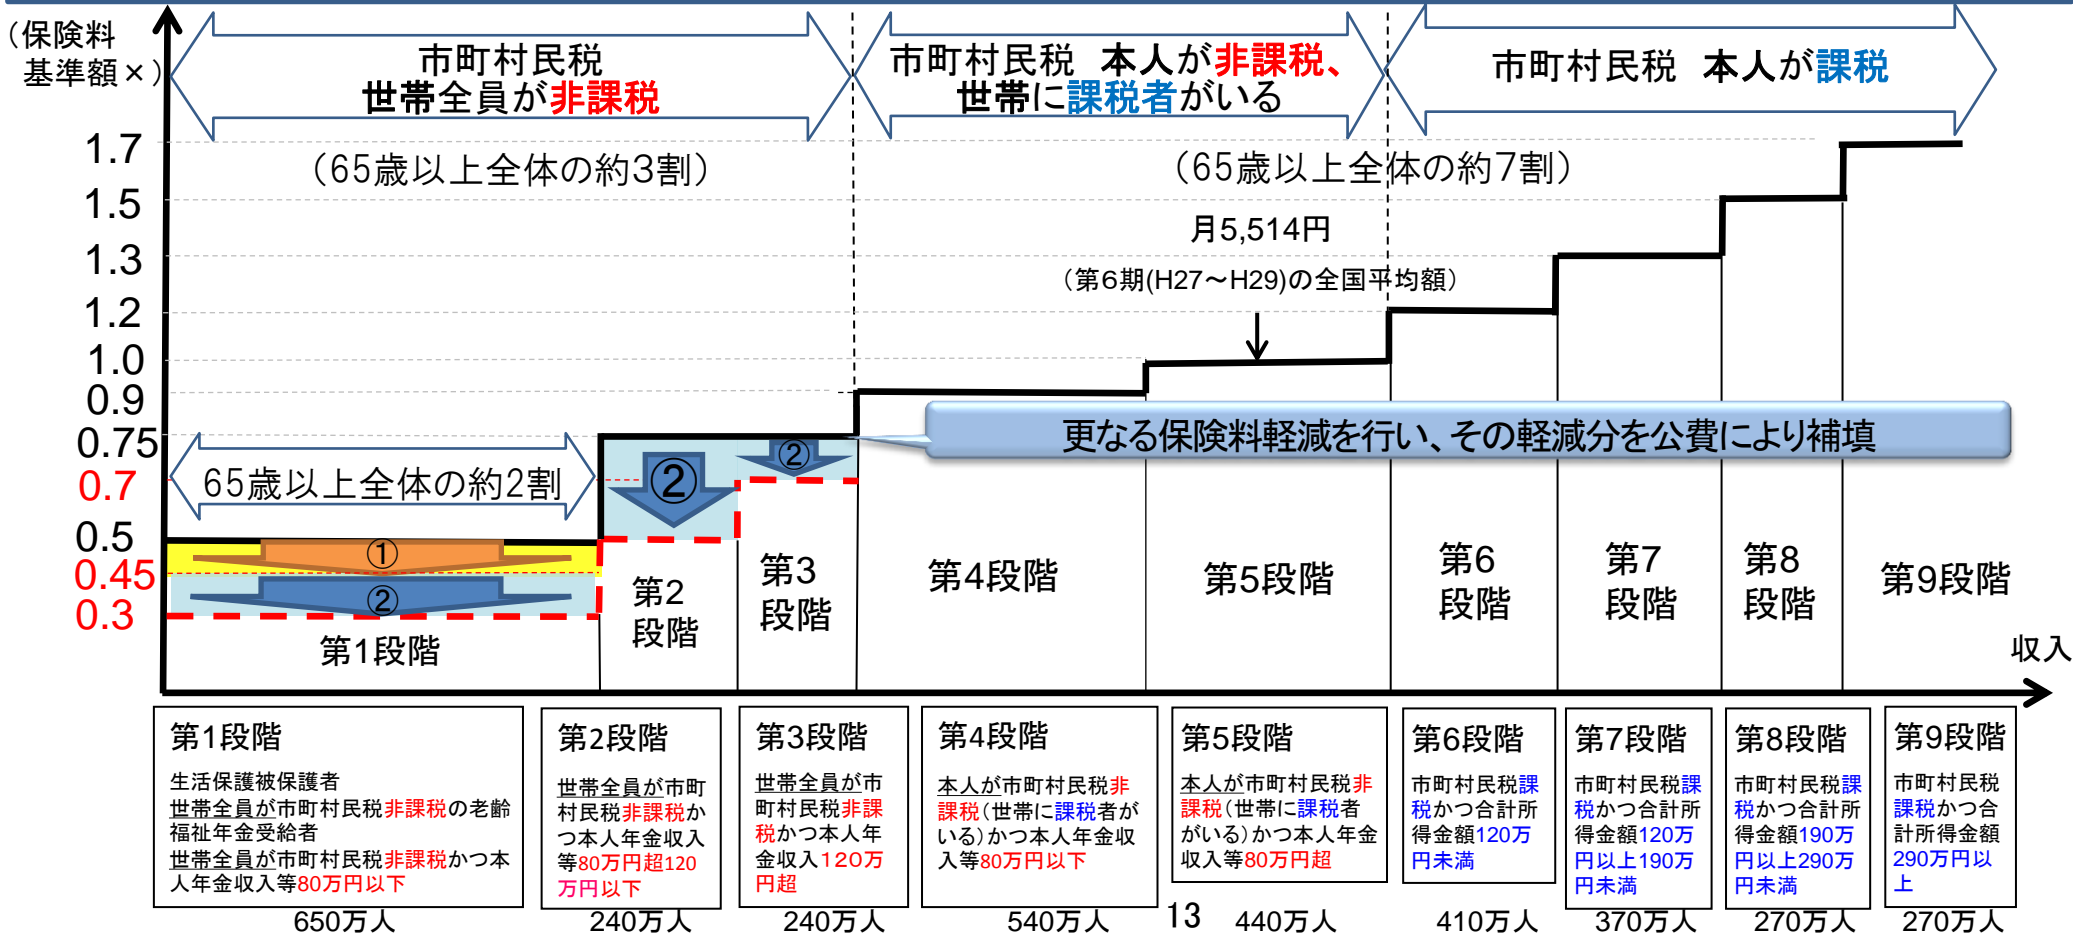 （保険料
基準額×）
市町村民税
世帯全員が非課税
市町村民税 本人が非課税、
世帯に課税者がいる
市町村民税 本人が課税
（65歳以上全体の約3割）
（65歳以上全体の約7割）
1.7
1.5
1.3
1.2
1.0
0.9
0.75
0.7
0.5
0.45
0.3
月5,514円
（第６期(H27～H29)の全国平均額）
更なる保険料軽減を行い、その軽減分を公費により補填
65歳以上全体の約2割
①
②
②
②
第1段階
第2
段階
第3
段階
第4段階
第5段階
第6
段階
第7
段階
第8
段階
第9段階
収入
第1段階
生活保護被保護者
世帯全員が市町村民税非課税の老齢
福祉年金受給者
世帯全員が市町村民税非課税かつ本
人年金収入等80万円以下
650万人
第2段階
世帯全員が市町
村民税非課税か
つ本人年金収入
等80万円超120
万円以下
240万人
第3段階
世帯全員が市
町村民税非課
税かつ本人年
金収入１２０万
円超
240万人
第4段階
本人が市町村民税非
課税（世帯に課税者が
いる）かつ本人年金収
入等80万円以下
540万人
13
第5段階
本人が市町村民税非
課税（世帯に課税者
がいる）かつ本人年金
収入等80万円超
440万人
第6段階
市町村民税課
税かつ合計所
得金額120万
円未満
410万人
第7段階
市町村民税課
税かつ合計所
得金額120万
円以上190万
円未満
370万人
第8段階
市町村民税課
税かつ合計所
得金額190万
円以上290万
円未満
270万人
第9段階
市町村民税
課税かつ合
計所得金額
290万円以
上
270万人